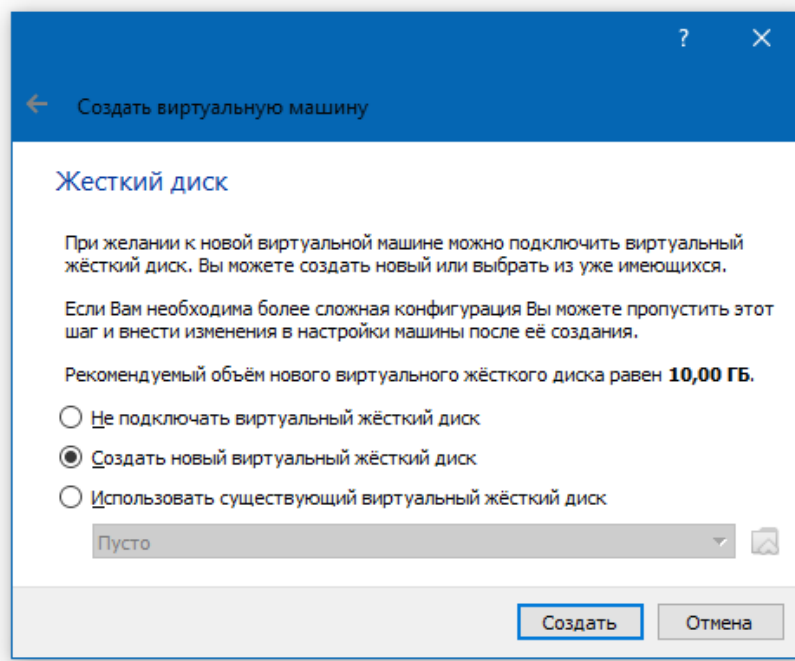 ?
Создать виртуальную машину
Жесткий диск
При желании к новой виртуальной машине можно подключить виртуальный
жёсткий диск. Вы можете создать новый или выбрать из уже имеющихся.
Если Вам необходима более сложная конфигурация Вы можете пропустить этот
шаг и внести изменения в настройки машины после её создания.
Рекомендуемый объём нового виртуального жёсткого диска равен 10,00 ГБ.
Не подключать виртуальный жёсткий диск
Создать новый виртуальный жёсткий диск
Использовать существующий виртуальный жёсткий диск
Пусто
Создать Отмена